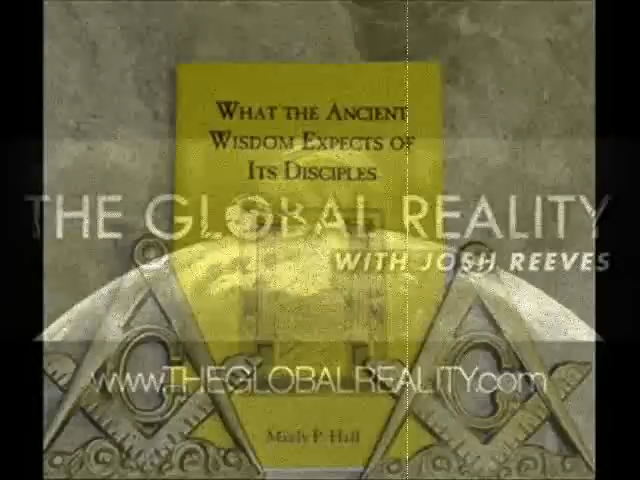 WHAT THE ANCIENT
WISDOM EXPECTS OF
ITS DISCIPLES
THE GLOBAL REALITY
WITH JOSH REEVES
G G
www.THEGLOBALREALITY.com
Manly P. Hall